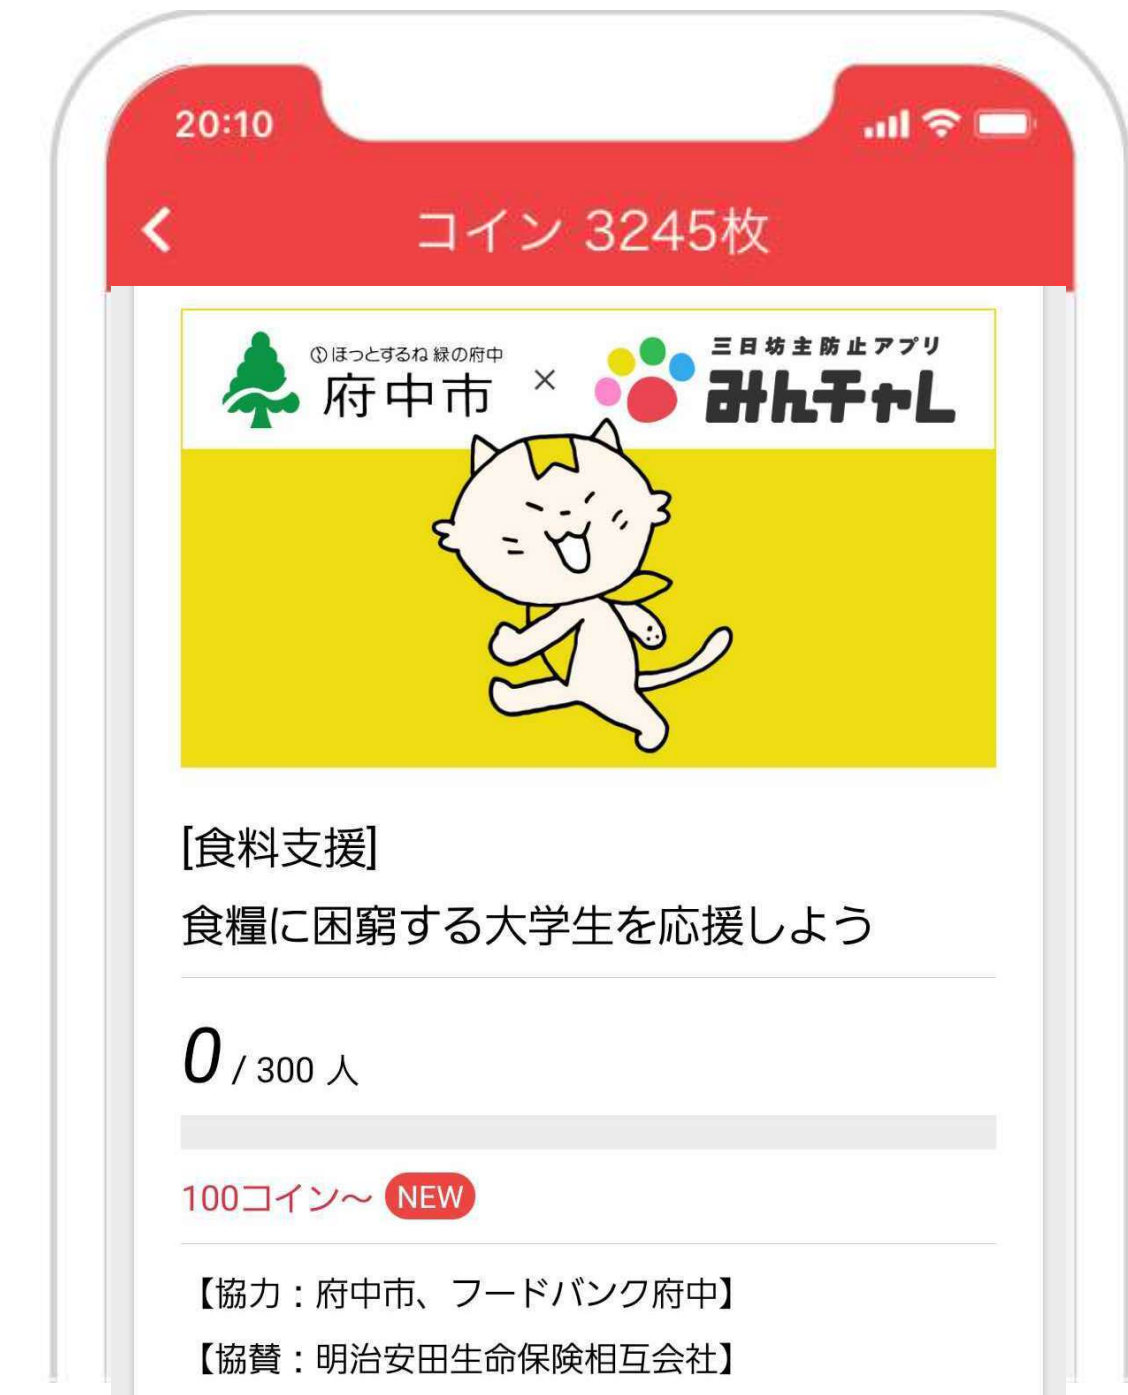 20:10
コイン 3245枚
ほっとするね 緑の府中
府中市
×
三日坊主防止アプリ
みんチャレ
[食料支援]
食糧に困窮する大学生を応援しよう
0 / 300 人
100コイン～ NEW
【協力：府中市、フードバンク府中】
【協賛：明治安田生命保険相互会社】